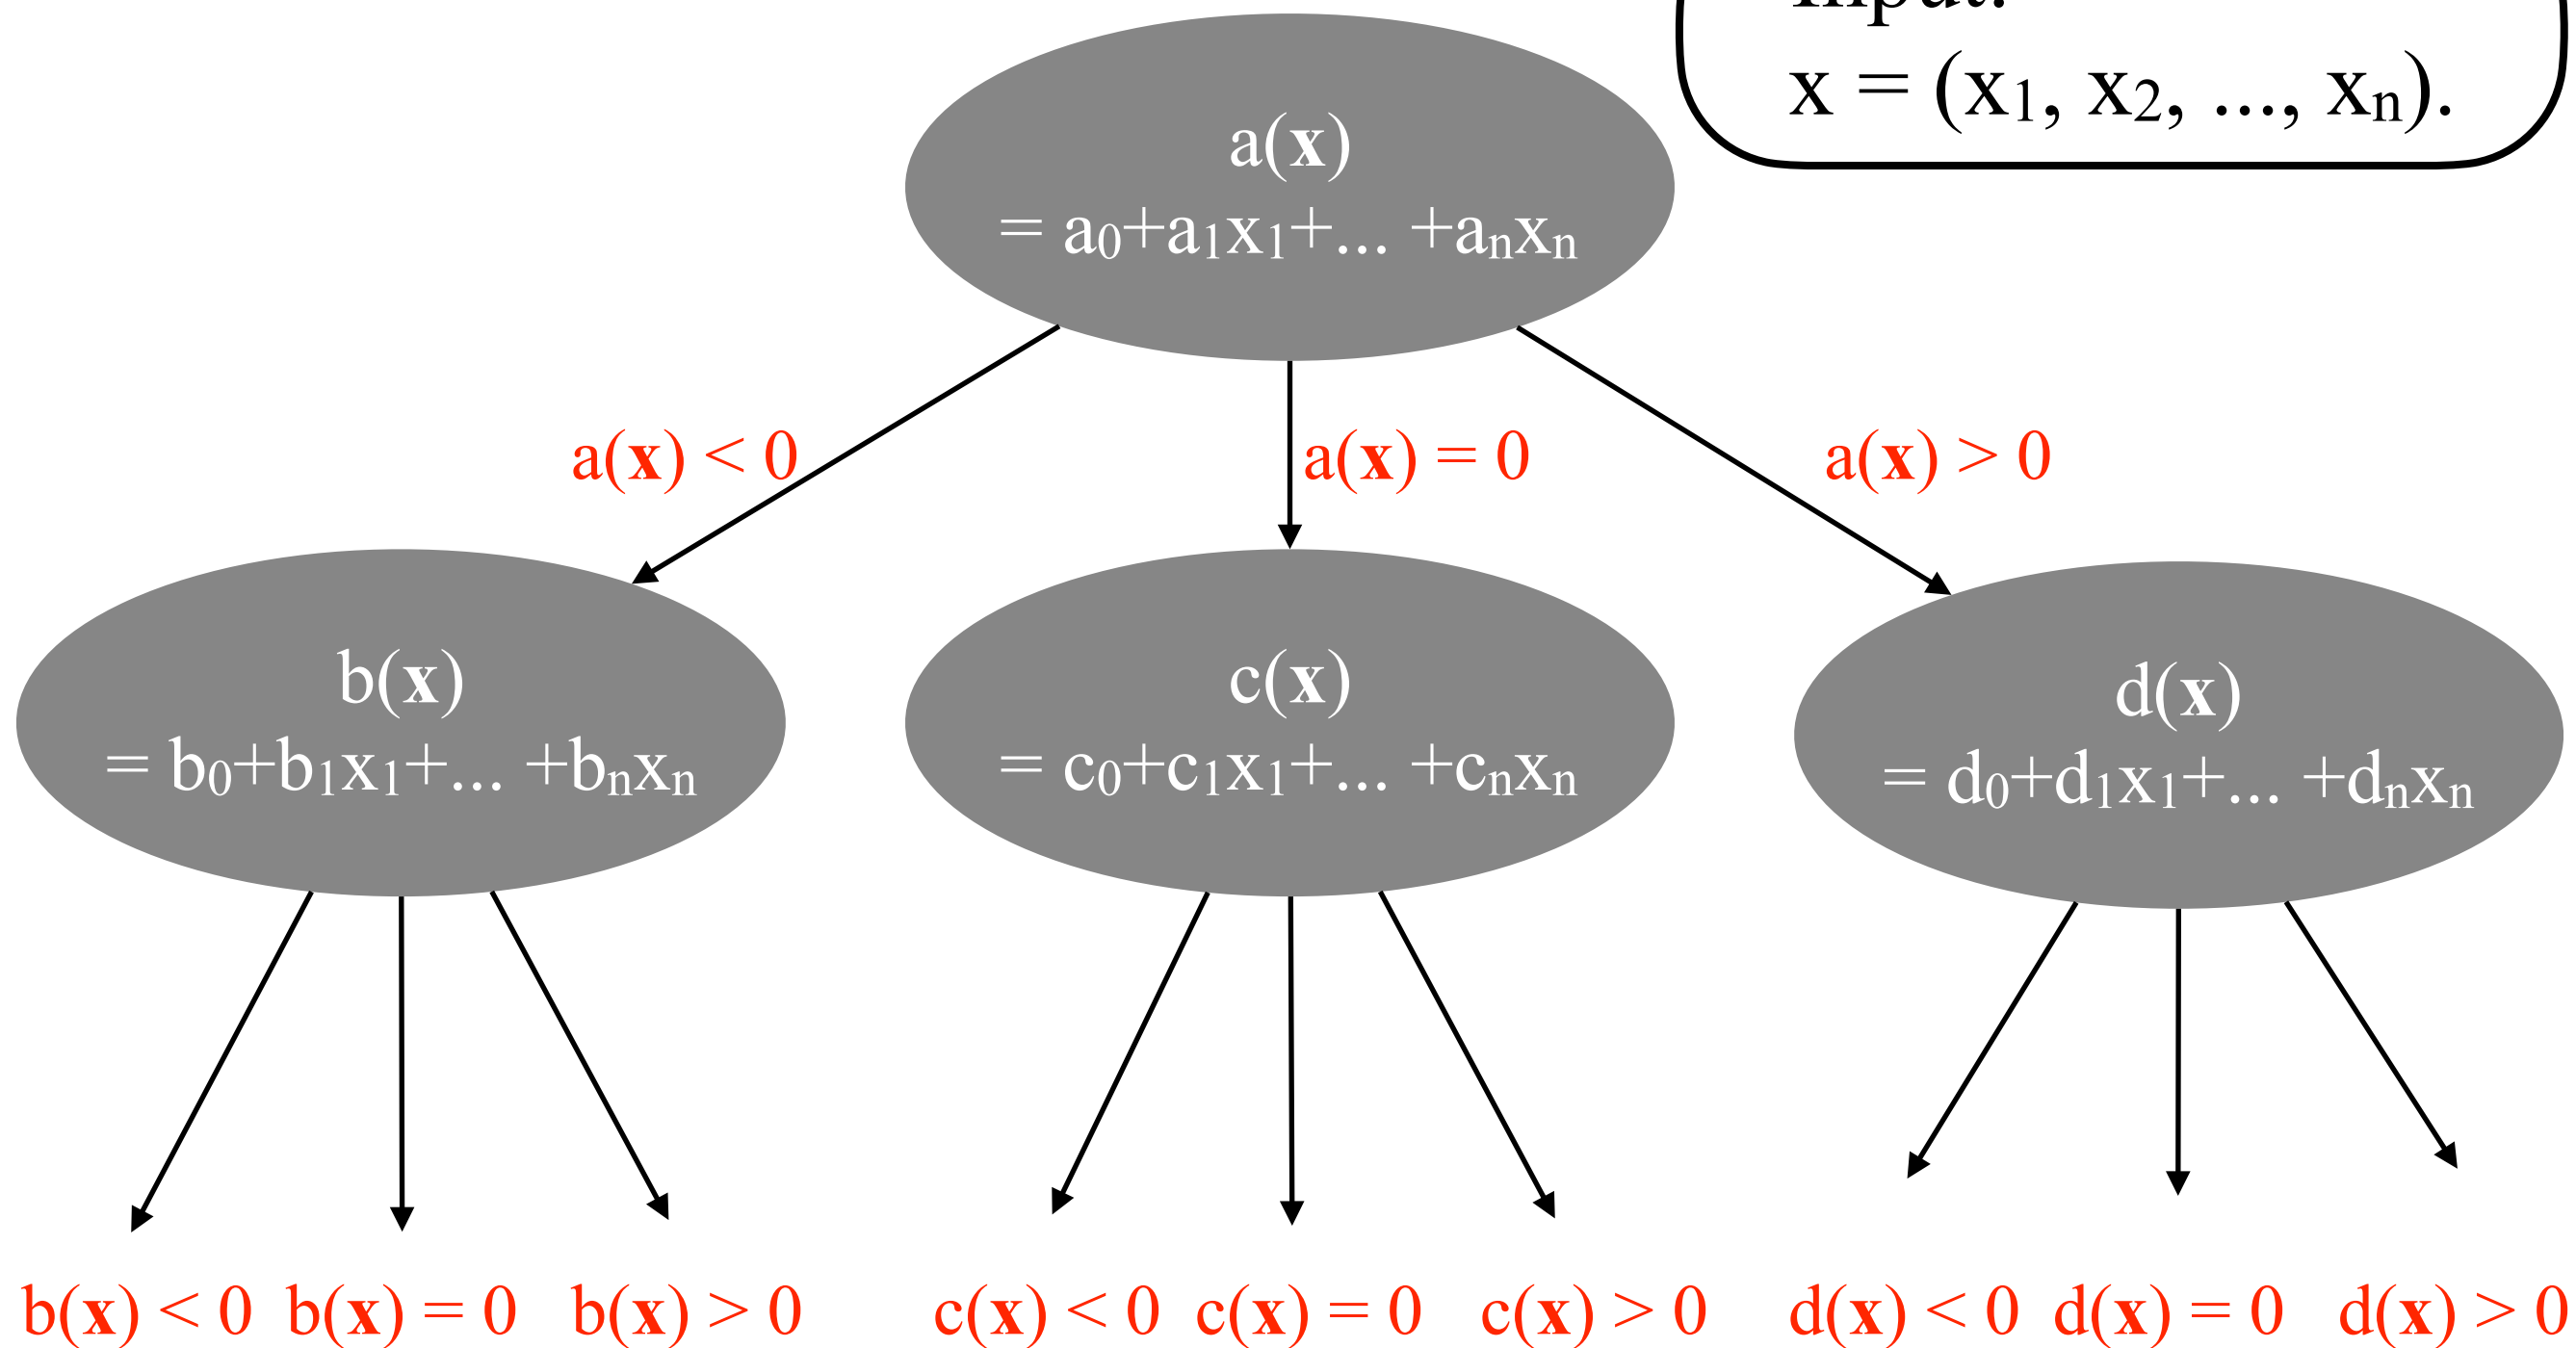 x = (x₁, x₂, ..., xₙ).
a(x)
= a₀+a₁x₁+... +aₙxₙ
a(x) < 0
a(x) = 0
a(x) > 0
b(x)
= b₀+b₁x₁+... +bₙxₙ
c(x)
= c₀+c₁x₁+... +cₙxₙ
d(x)
= d₀+d₁x₁+... +dₙxₙ
b(x) < 0
b(x) = 0
b(x) > 0
c(x) < 0
c(x) = 0
c(x) > 0
d(x) < 0
d(x) = 0
d(x) > 0